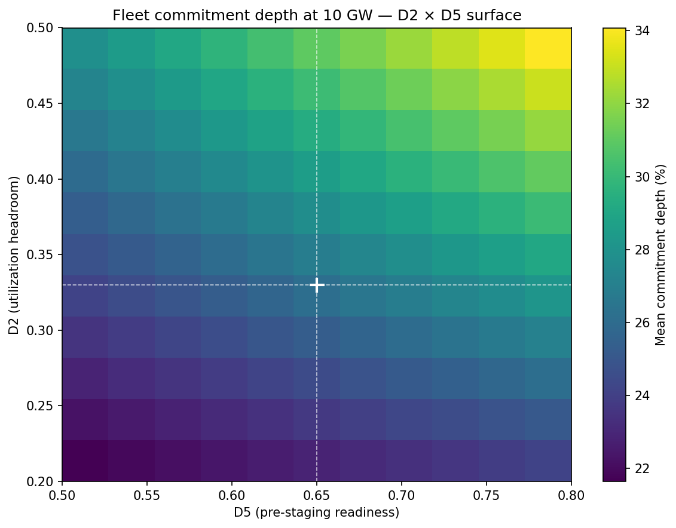 Fleet commitment depth at 10 GW — D2 × D5 surface
0.50
0.45
0.40
0.35
0.30
0.25
0.20
D2 (utilization headroom)
0.50 0.55 0.60 0.65 0.70 0.75 0.80
D5 (pre-staging readiness)
34
32
30
28
26
24
22
Mean commitment depth (%)